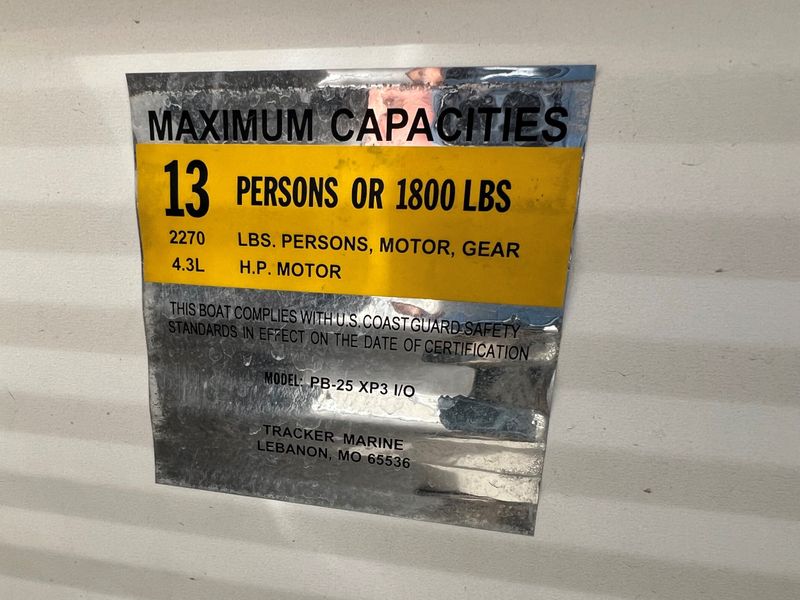 MAXIMUM CAPACITIES
13 PERSONS OR 1800 LBS
2270 LBS. PERSONS, MOTOR, GEAR
4.3L H.P. MOTOR
THIS BOAT COMPLIES WITH U.S. COAST GUARD SAFETY
STANDARDS IN EFFECT ON THE DATE OF CERTIFICATION
MODEL: PB-25 XP3 I/O
TRACKER MARINE
LEBANON, MO 65536